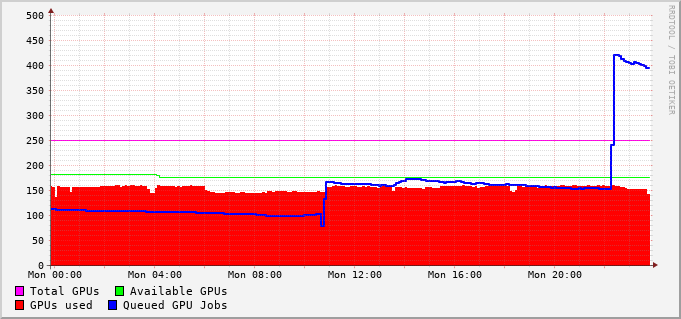 500
450
400
350
300
250
200
150
100
50
0
Mon 00:00 Mon 04:00 Mon 08:00 Mon 12:00 Mon 16:00 Mon 20:00
Total GPUs Available GPUs
GPUs used Queued GPU Jobs
RRDTOOL / TOBI OETIKER